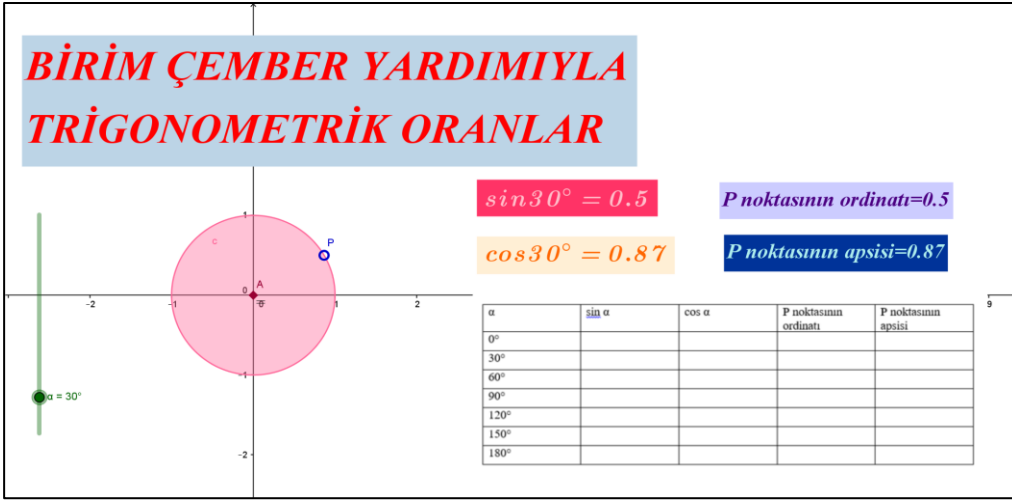 BİRİM ÇEMBER YARDIMIYLA
TRİGONOMETRİK ORANLAR
sin30° = 0.5
P noktasının ordinatı=0.5
cos30° = 0.87
P noktasının apsisi=0.87
1
c
P
A
0
0
-2
-1
1
2
9
-1
-2
α = 30°
α sin α cos α P noktasının ordinatı P noktasının apsisi
0°
30°
60°
90°
120°
150°
180°